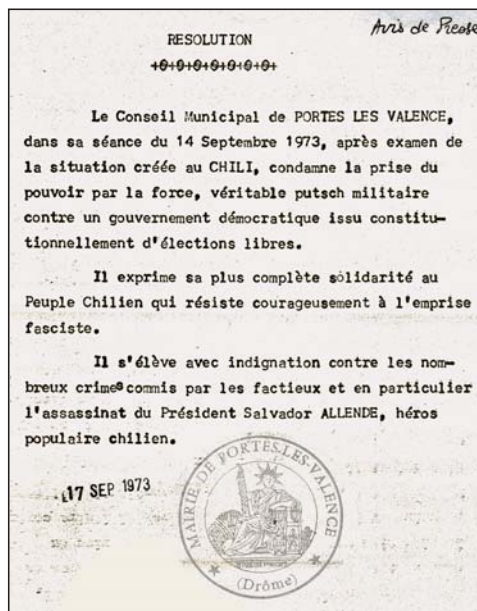 Avis de Presse
RESOLUTION
+0+0+0+0+0+0+0+
Le Conseil Municipal de PORTES LES VALENCE,
dans sa séance du 14 Septembre 1973, après examen de
la situation créée au CHILI, condamne la prise du
pouvoir par la force, véritable putsch militaire
contre un gouvernement démocratique issu constitu-
tionnellement d'élections libres.
Il exprime sa plus complète sòlidarité au
Peuple Chilien qui résiste courageusement à l'emprise
fasciste.
Il s'élève avec indignation contre les nom-
breux crimes commis par les factieux et en particulier
l'assassinat du Président Salvador ALLENDE, héros
populaire chilien.
17 SEP 1973
MAIRIE DE PORTES-LES-VALENCE
(Drôme)